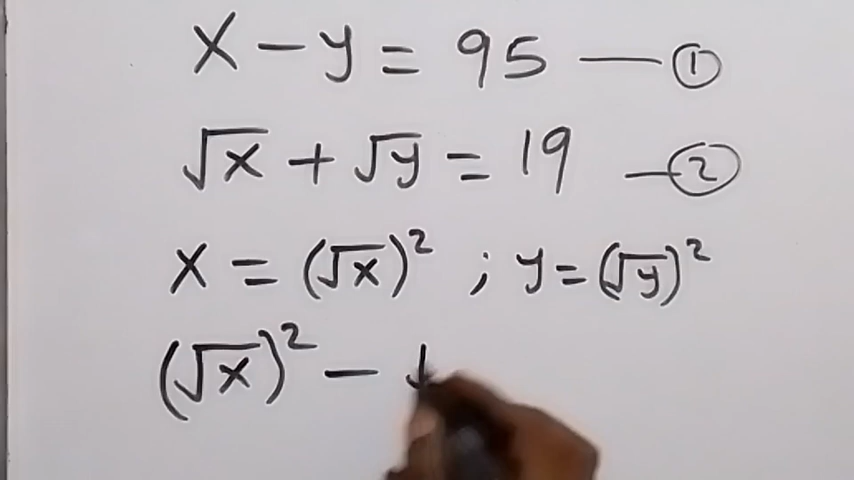 x - y = 95 — ①
√x + √y = 19 — ②
x = (√x)² ; y = (√y)²
(√x)² -